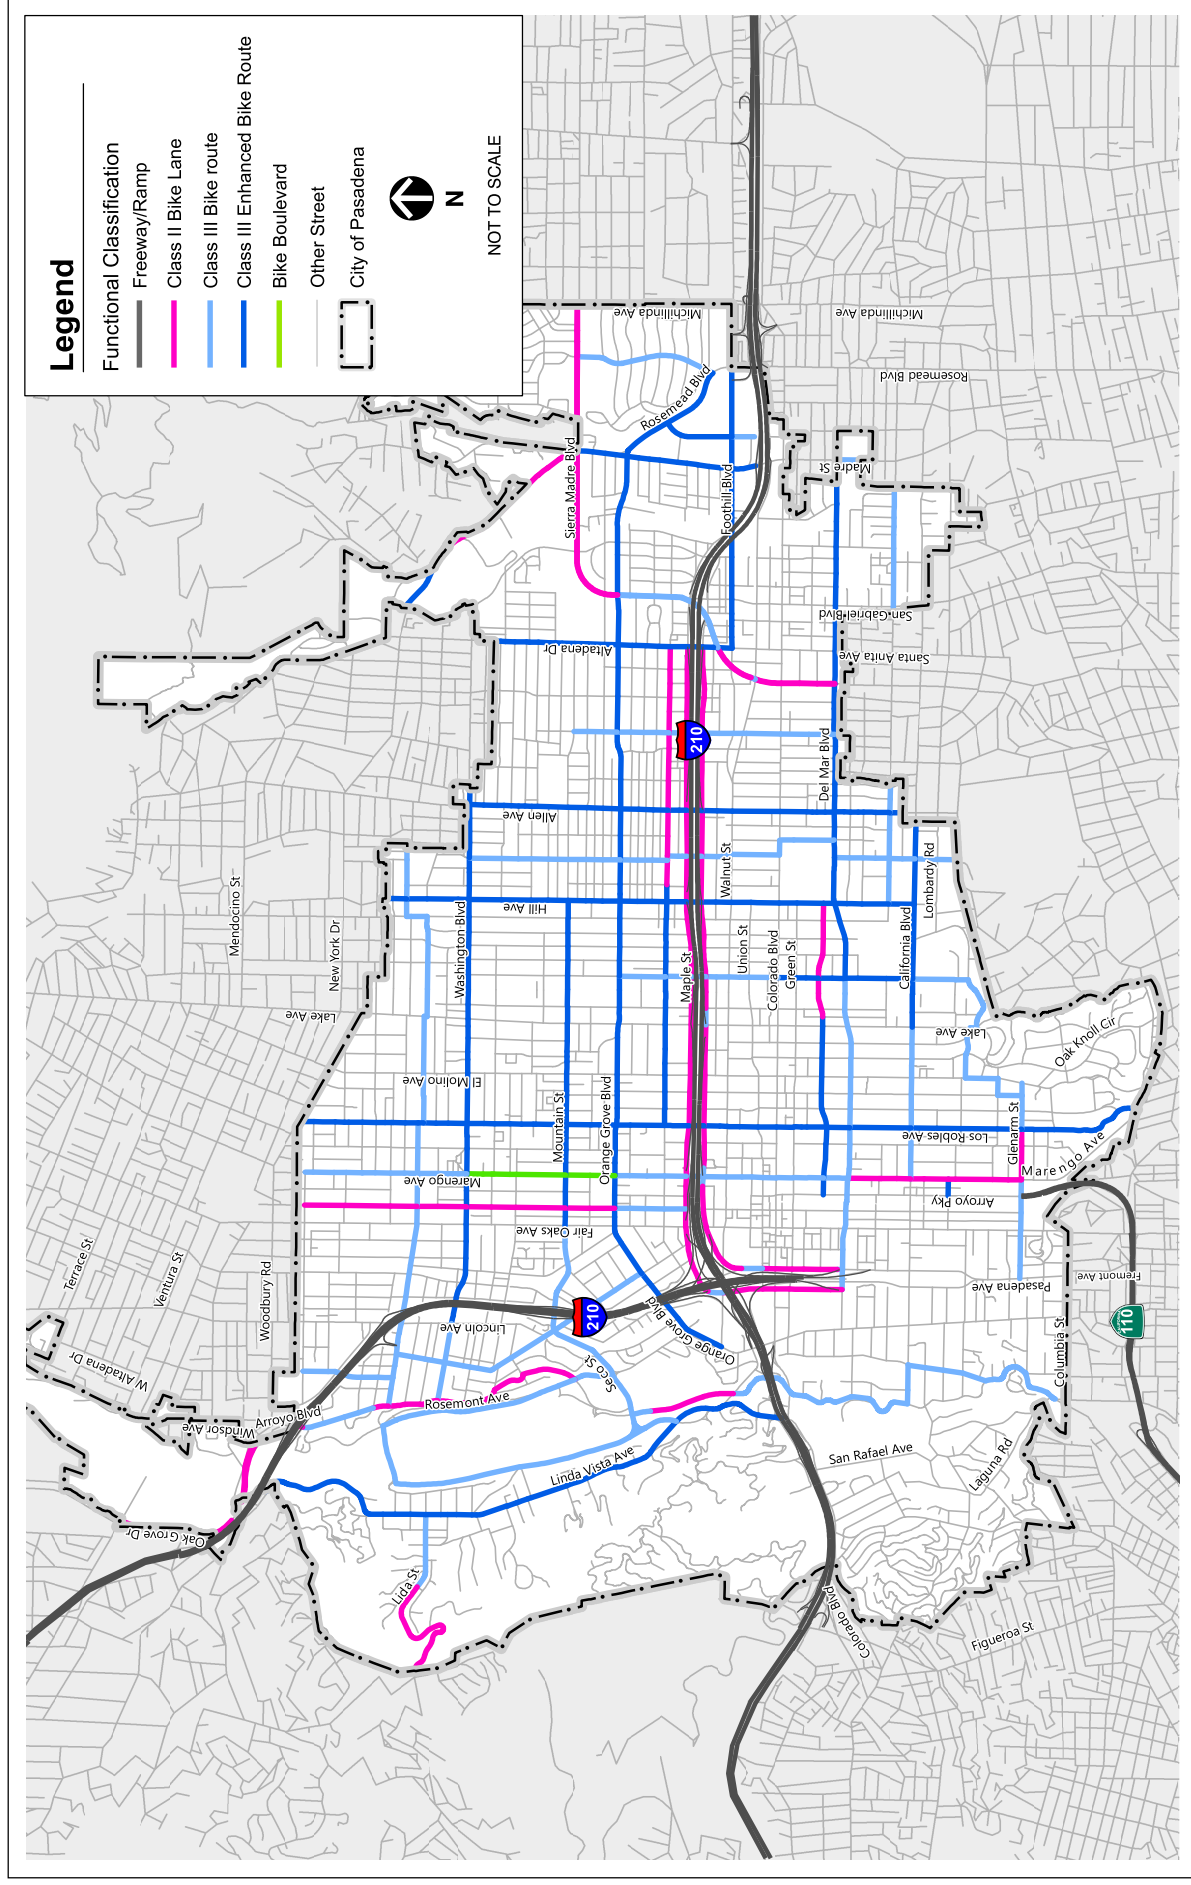 Legend
Functional Classification
Freeway/Ramp
Class II Bike Lane
Class III Bike route
Class III Enhanced Bike Route
Bike Boulevard
Other Street
City of Pasadena
N
NOT TO SCALE
Michillinda Ave
Michillinda Ave
Rosemead Blvd
Rosemead Blvd
Sierra Madre Blvd
Foothill Blvd
Madre St
San Gabriel Blvd
Santa Anita Ave
Altadena Dr
210
Del Mar Blvd
Allen Ave
Walnut St
Lombardy Rd
Mendocino St
New York Dr
Hill Ave
Washington Blvd
Maple St
Union St
Colorado Blvd
Green St
California Blvd
Lake Ave
Lake Ave
Oak Knoll Cir
El Molino Ave
Mountain St
Orange Grove Blvd
Los Robles Ave
Glenarm St
Marengo Ave
Marengo Ave
Arroyo Pky
Fair Oaks Ave
Terrace St
Ventura St
Woodbury Rd
Pasadena Ave
Fremont Ave
110
Columbia St
210
Lincoln Ave
Orange Grove Blvd
Seco St
W Altadena Dr
Windsor Ave
Arroyo Blvd
Rosemont Ave
Linda Vista Ave
San Rafael Ave
Laguna Rd
Oak Grove Dr
Lida St
Colorado Blvd
Figueroa St